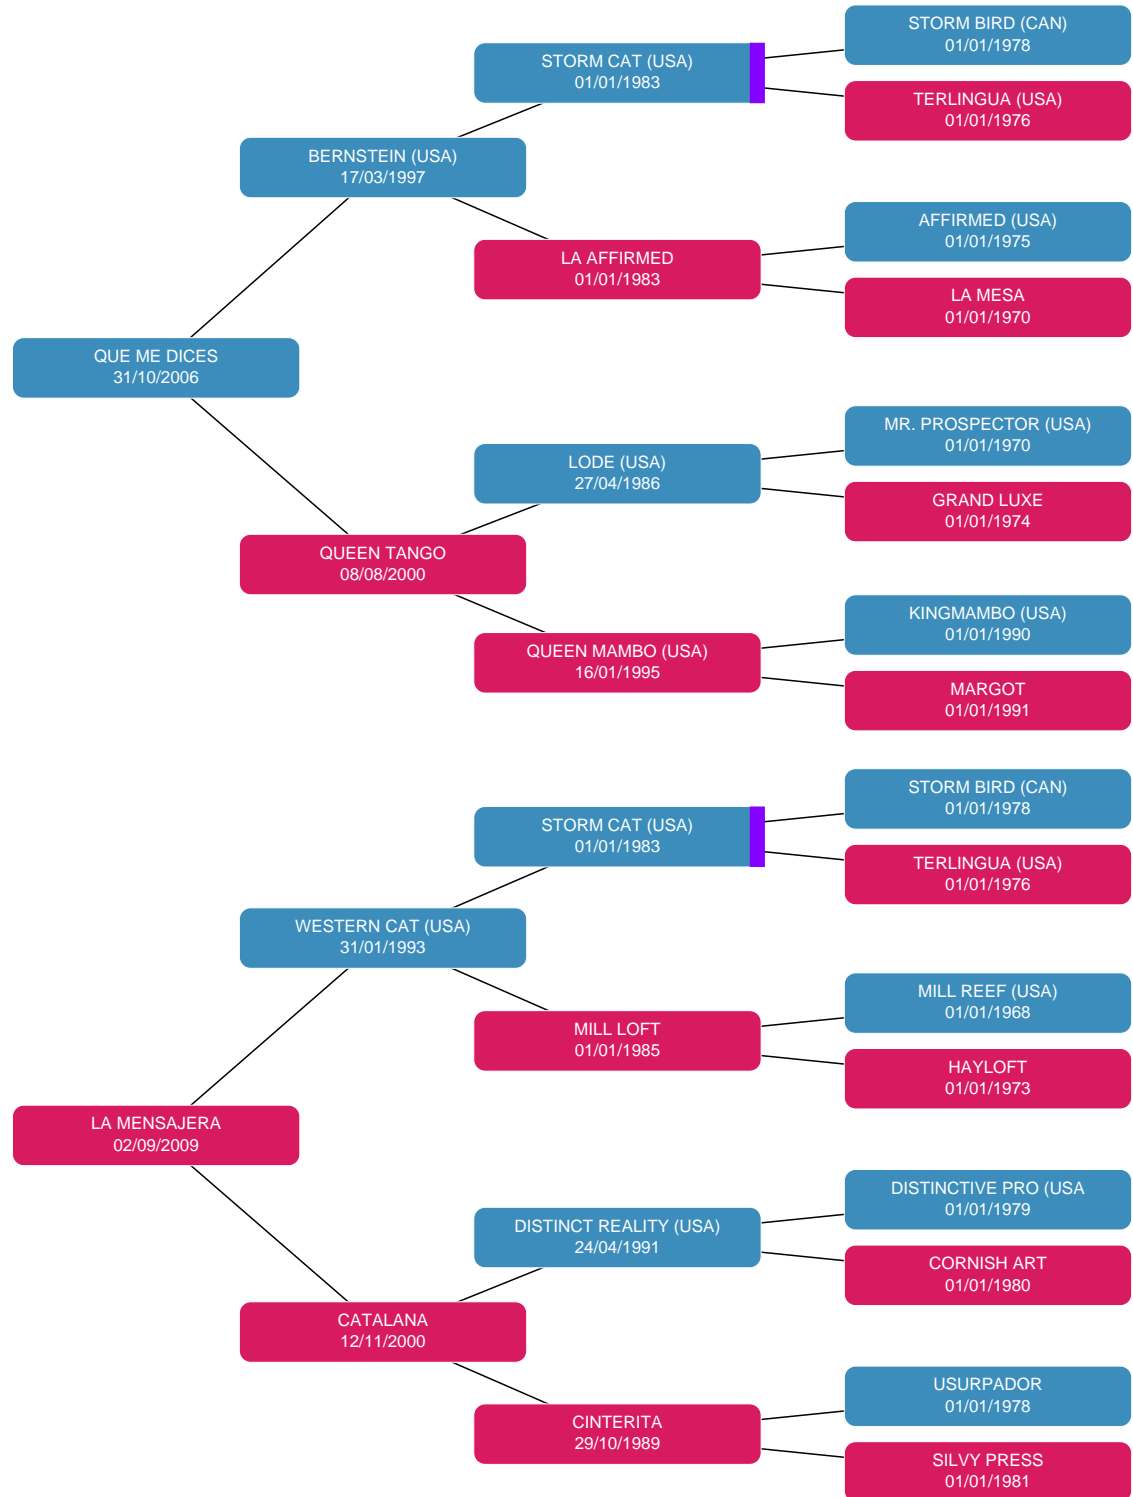 STORM BIRD (CAN)
01/01/1978
STORM CAT (USA)
01/01/1983
TERLINGUA (USA)
01/01/1976
BERNSTEIN (USA)
17/03/1997
AFFIRMED (USA)
01/01/1975
LA AFFIRMED
01/01/1983
LA MESA
01/01/1970
QUE ME DICES
31/10/2006
MR. PROSPECTOR (USA)
01/01/1970
LODE (USA)
27/04/1986
GRAND LUXE
01/01/1974
QUEEN TANGO
08/08/2000
KINGMAMBO (USA)
01/01/1990
QUEEN MAMBO (USA)
16/01/1995
MARGOT
01/01/1991
STORM BIRD (CAN)
01/01/1978
STORM CAT (USA)
01/01/1983
TERLINGUA (USA)
01/01/1976
WESTERN CAT (USA)
31/01/1993
MILL REEF (USA)
01/01/1968
MILL LOFT
01/01/1985
HAYLOFT
01/01/1973
LA MENSAJERA
02/09/2009
DISTINCTIVE PRO (USA
01/01/1979
DISTINCT REALITY (USA)
24/04/1991
CORNISH ART
01/01/1980
CATALANA
12/11/2000
USURPADOR
01/01/1978
CINTERITA
29/10/1989
SILVY PRESS
01/01/1981